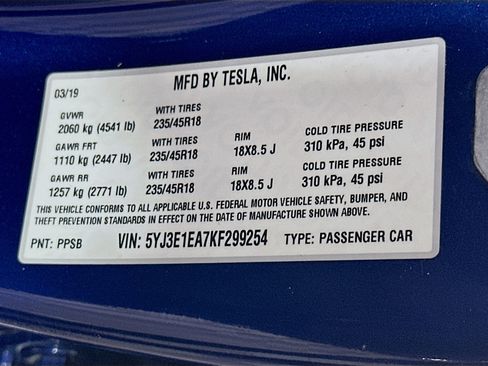 MFD BY TESLA, INC.
03/19
GVWR WITH TIRES
2060 kg (4541 lb) 235/45R18
GAWR FRT WITH TIRES RIM COLD TIRE PRESSURE
1110 kg (2447 lb) 235/45R18 18X8.5 J 310 kPa, 45 psi
GAWR RR WITH TIRES RIM COLD TIRE PRESSURE
1257 kg (2771 lb) 235/45R18 18X8.5 J 310 kPa, 45 psi
THIS VEHICLE CONFORMS TO ALL APPLICABLE U.S. FEDERAL MOTOR VEHICLE SAFETY, BUMPER, AND
THEFT PREVENTION STANDARDS IN EFFECT ON THE DATE OF MANUFACTURE SHOWN ABOVE.
PNT: PPSB VIN: 5YJ3E1EA7KF299254 TYPE: PASSENGER CAR